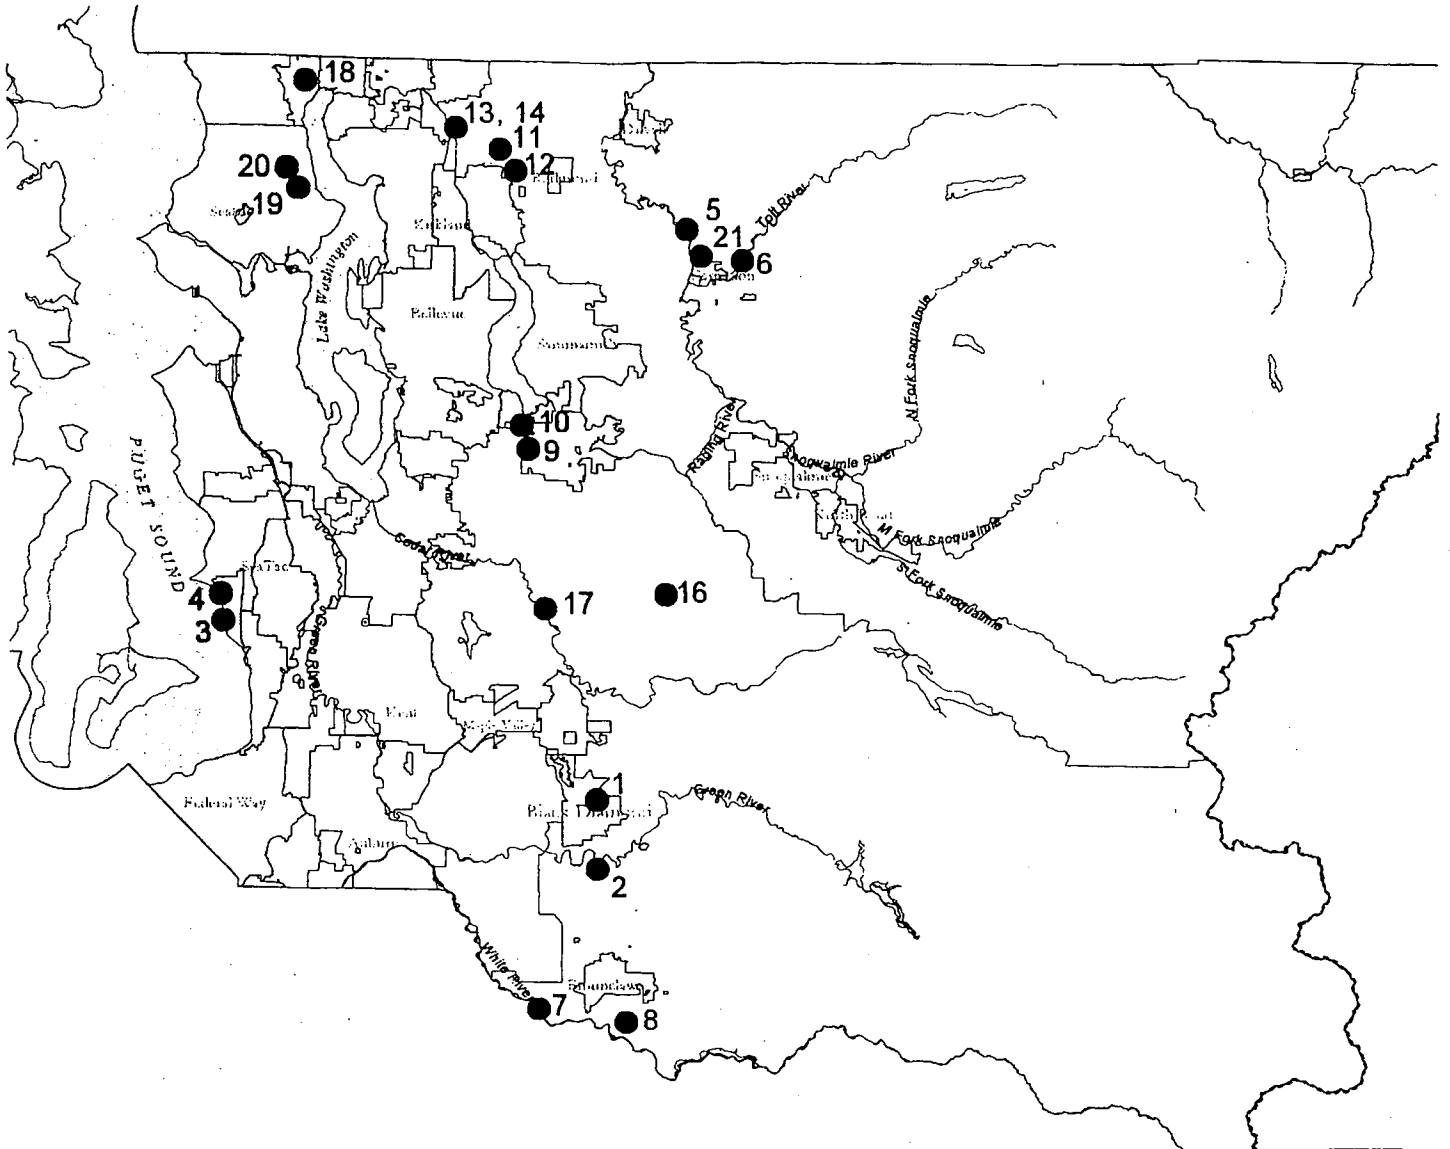 18
13, 14
11
20
12
19
Kirkland
5
Tolt River
21
6
Lake Washington
N Fork Snoqualmie
Bellevue
Raging River
10
9
Snoqualmie River
PUGET SOUND
M Fork Snoqualmie
Cedar River
SeaTac
S Fork Snoqualmie
4
17
16
3
Green River
Kent
Maple Valley
1
Green River
Federal Way
Black Diamond
Auburn
2
White River
Enumclaw
7
8